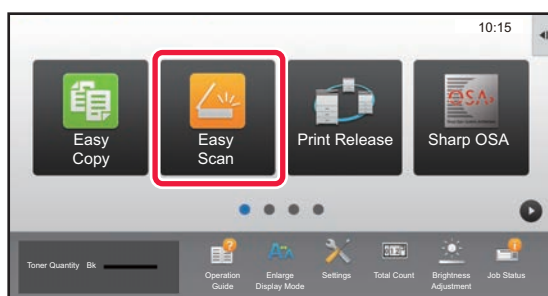 10:15
Easy
Copy
Easy
Scan
Print Release
Sharp OSA
Toner Quantity Bk
Operation
Guide
Enlarge
Display Mode
Settings
Total Count
Brightness
Adjustment
Job Status